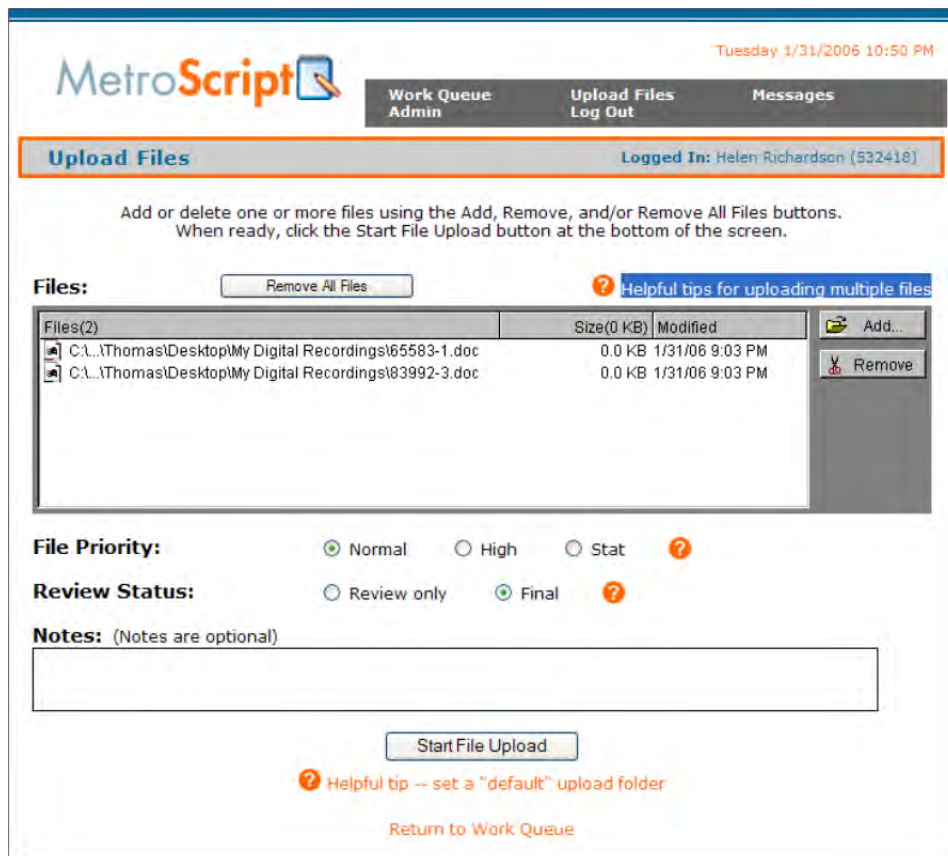 Tuesday 1/31/2006 10:50 PM
MetroScript
Work Queue Upload Files Messages
Admin Log Out
Upload Files Logged In: Helen Richardson (532418)
Add or delete one or more files using the Add, Remove, and/or Remove All Files buttons.
When ready, click the Start File Upload button at the bottom of the screen.
Files: Remove All Files ? Helpful tips for uploading multiple files
Files(2) Size(0 KB) Modified Add...
C:\...\Thomas\Desktop\My Digital Recordings\65583-1.doc 0.0 KB 1/31/06 9:03 PM
C:\...\Thomas\Desktop\My Digital Recordings\83992-3.doc 0.0 KB 1/31/06 9:03 PM Remove
File Priority: Normal High Stat ?
Review Status: Review only Final ?
Notes: (Notes are optional)
Start File Upload
? Helpful tip -- set a "default" upload folder
Return to Work Queue